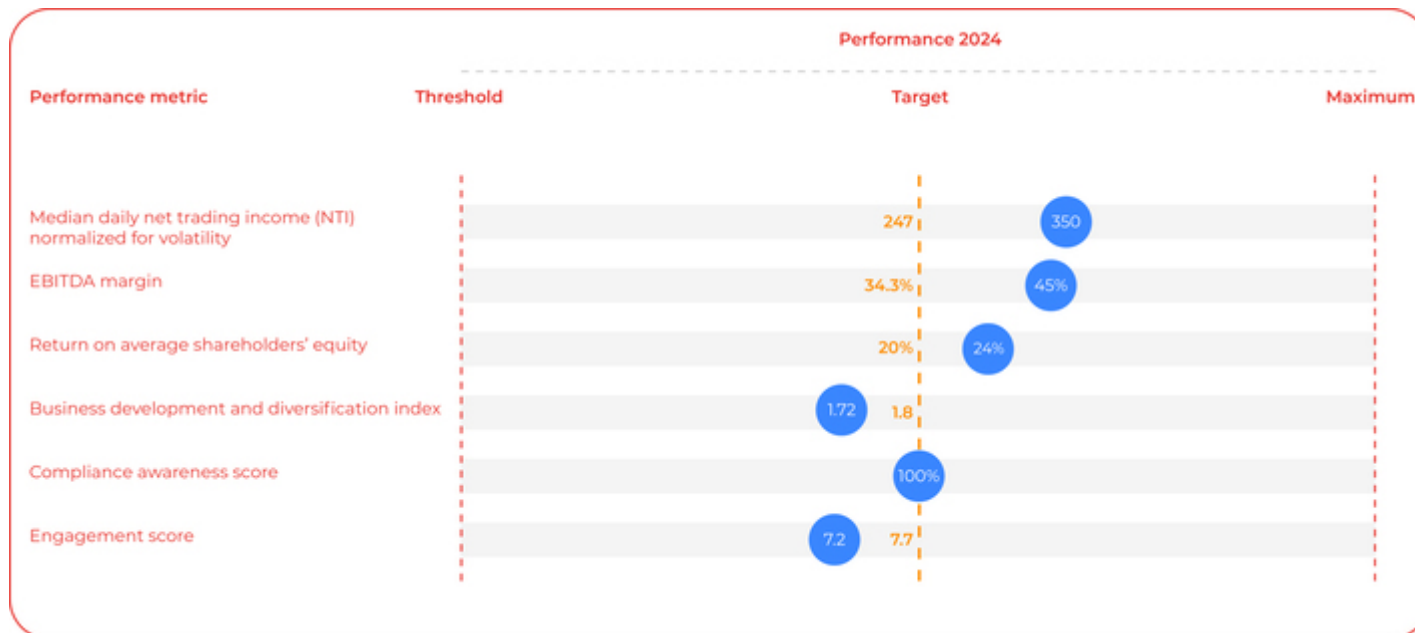 Performance 2024
Performance metric Threshold Target Maximum
Median daily net trading income (NTI)
normalized for volatility
247 350
EBITDA margin 34.3% 45%
Return on average shareholders’ equity 20% 24%
Business development and diversification index 1.72 1.8
Compliance awareness score 100%
Engagement score 7.2 7.7